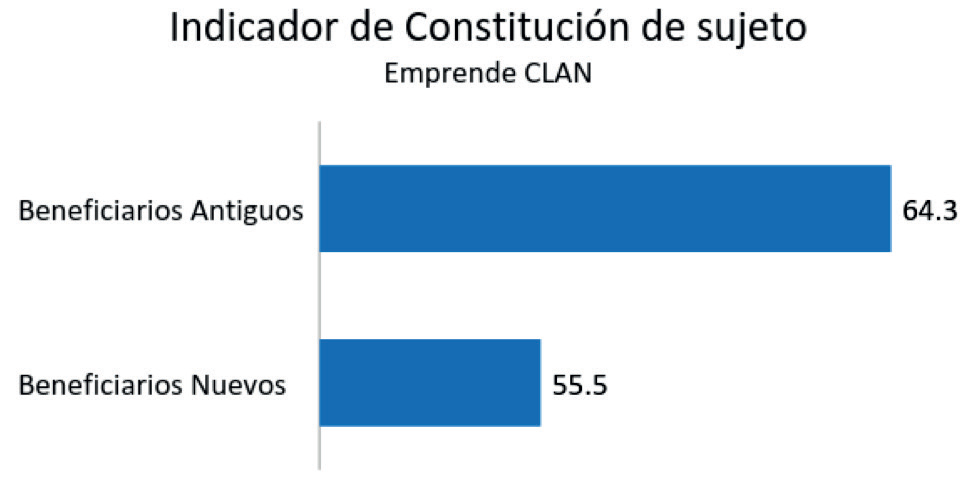 Indicador de Constitución de sujeto
Emprende CLAN
Beneficiarios Antiguos 64.3
Beneficiarios Nuevos 55.5